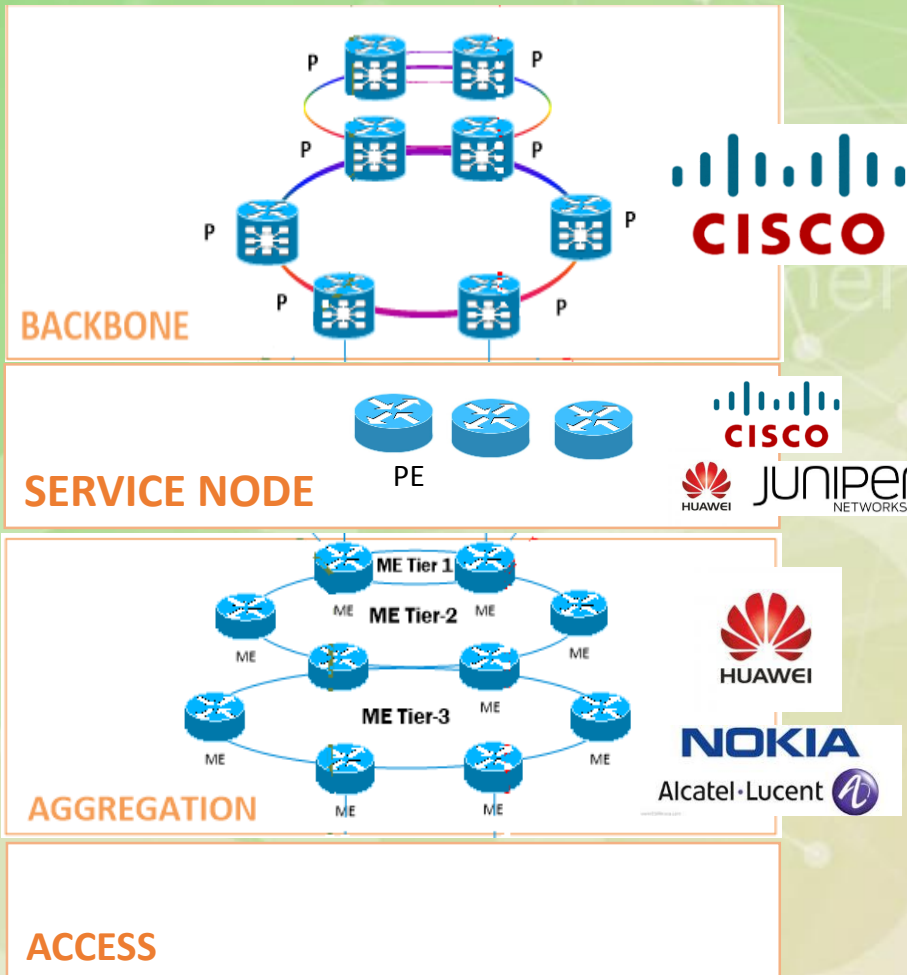 P
P
P
P
P
P
P
P
CISCO
BACKBONE
CISCO
PE
SERVICE NODE
HUAWEI
JUNIPEr
NETWORKS
ME Tier 1
ME
ME
ME Tier-2
ME
ME
HUAWEI
ME
ME Tier-3
ME
ME
NOKIA
Alcatel·Lucent
ME
ME
AGGREGATION
ACCESS